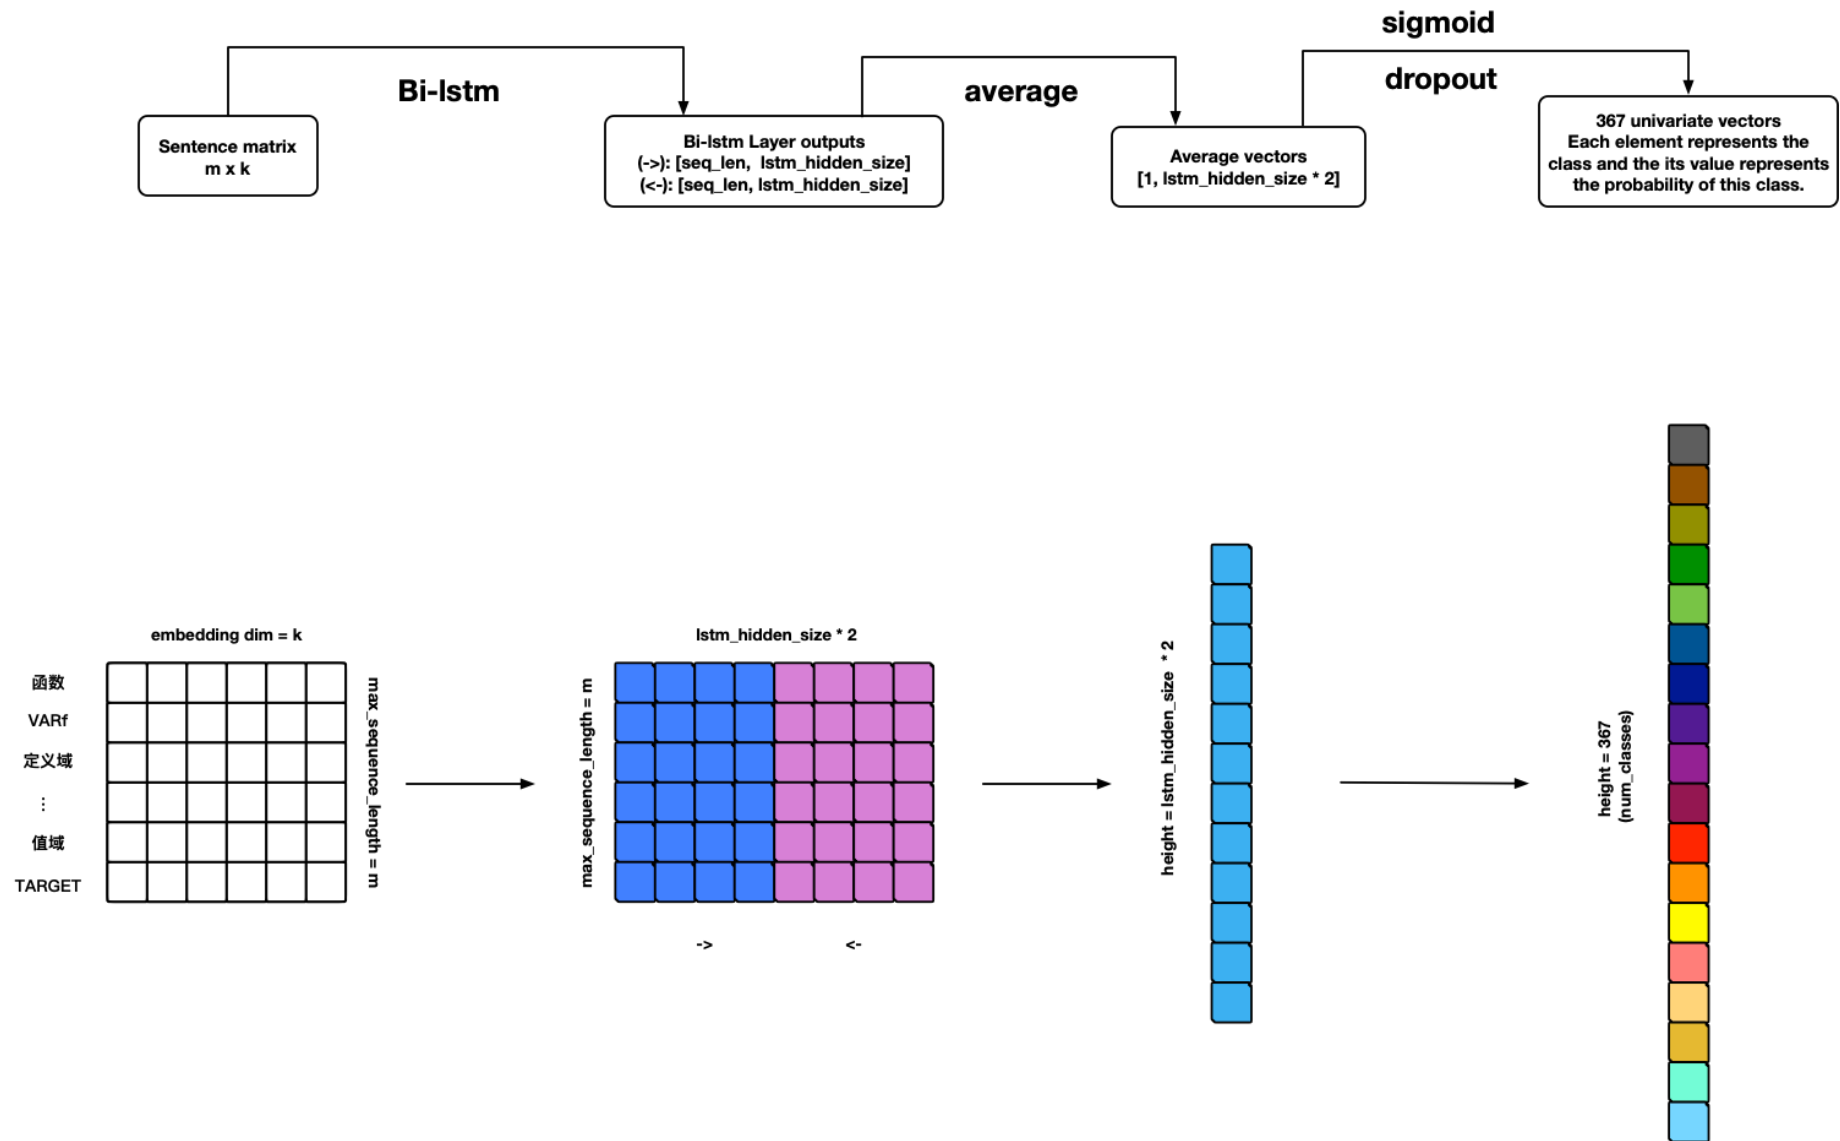 sigmoid
Bi-lstm
average
dropout
Sentence matrix
m x k
Bi-lstm Layer outputs
(->): [seq_len, lstm_hidden_size]
(<-): [seq_len, lstm_hidden_size]
Average vectors
[1, lstm_hidden_size * 2]
367 univariate vectors
Each element represents the
class and the its value represents
the probability of this class.
embedding dim = k
函数
VARf
定义域
...
值域
TARGET
max_sequence_length = m
lstm_hidden_size * 2
max_sequence_length = m
->
<-
height = lstm_hidden_size * 2
height = 367
(num_classes)